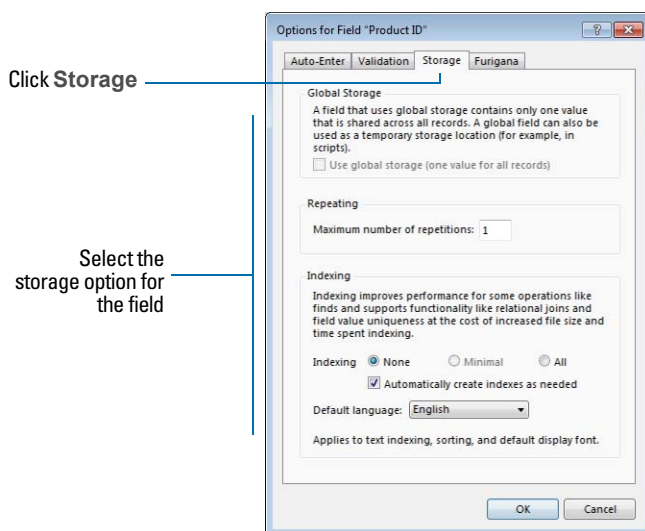 Options for Field "Product ID"
Auto-Enter Validation Storage Furigana
Click Storage
Global Storage
A field that uses global storage contains only one value
that is shared across all records. A global field can also be
used as a temporary storage location (for example, in
scripts).
Use global storage (one value for all records)
Repeating
Maximum number of repetitions: 1
Select the
storage option for
the field
Indexing
Indexing improves performance for some operations like
finds and supports functionality like relational joins and
field value uniqueness at the cost of increased file size and
time spent indexing.
Indexing None Minimal All
Automatically create indexes as needed
Default language: English
Applies to text indexing, sorting, and default display font.
OK Cancel